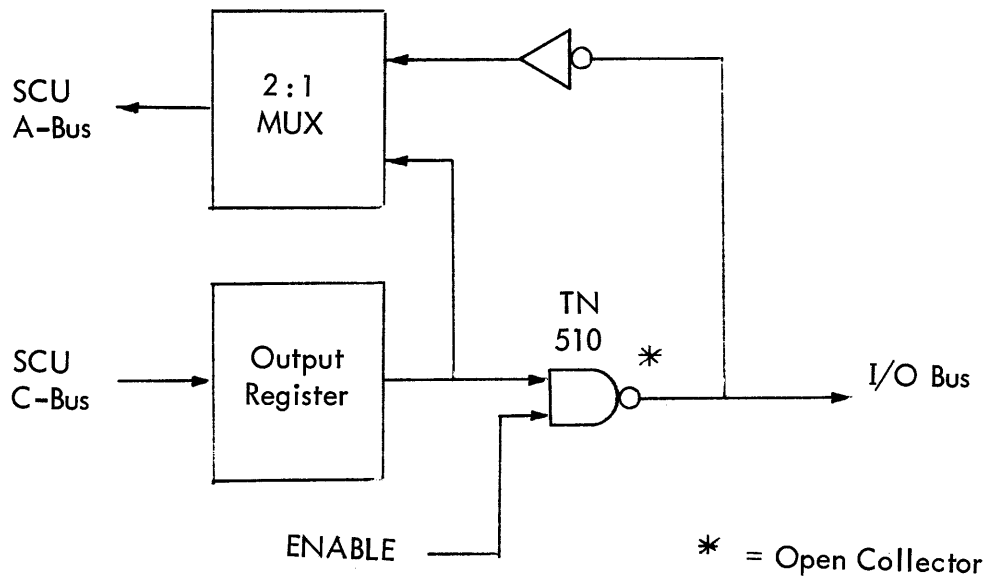 SCU
A-Bus
2:1
MUX
TN
510
*
SCU
C-Bus
Output
Register
I/O Bus
ENABLE
* = Open Collector